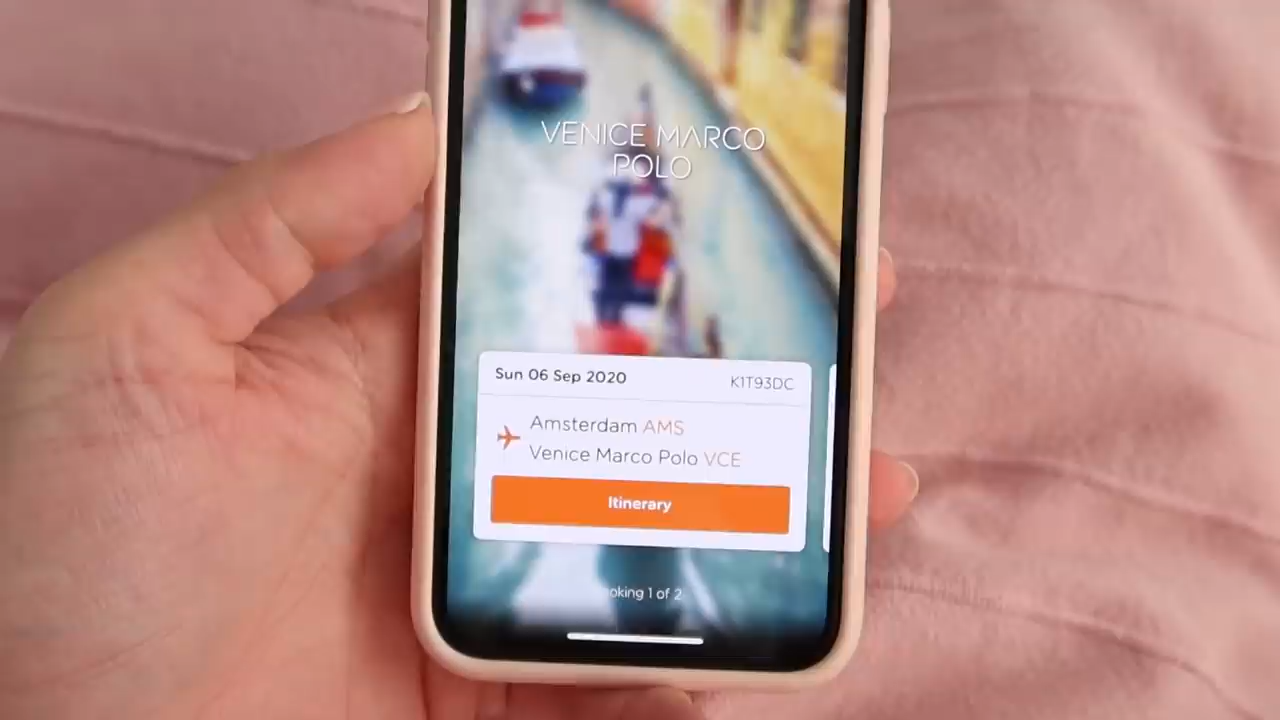 VENICE MARCO
POLO
Sun 06 Sep 2020
K1T93DC
Amsterdam AMS
Venice Marco Polo VCE
Itinerary
oking 1 of 2